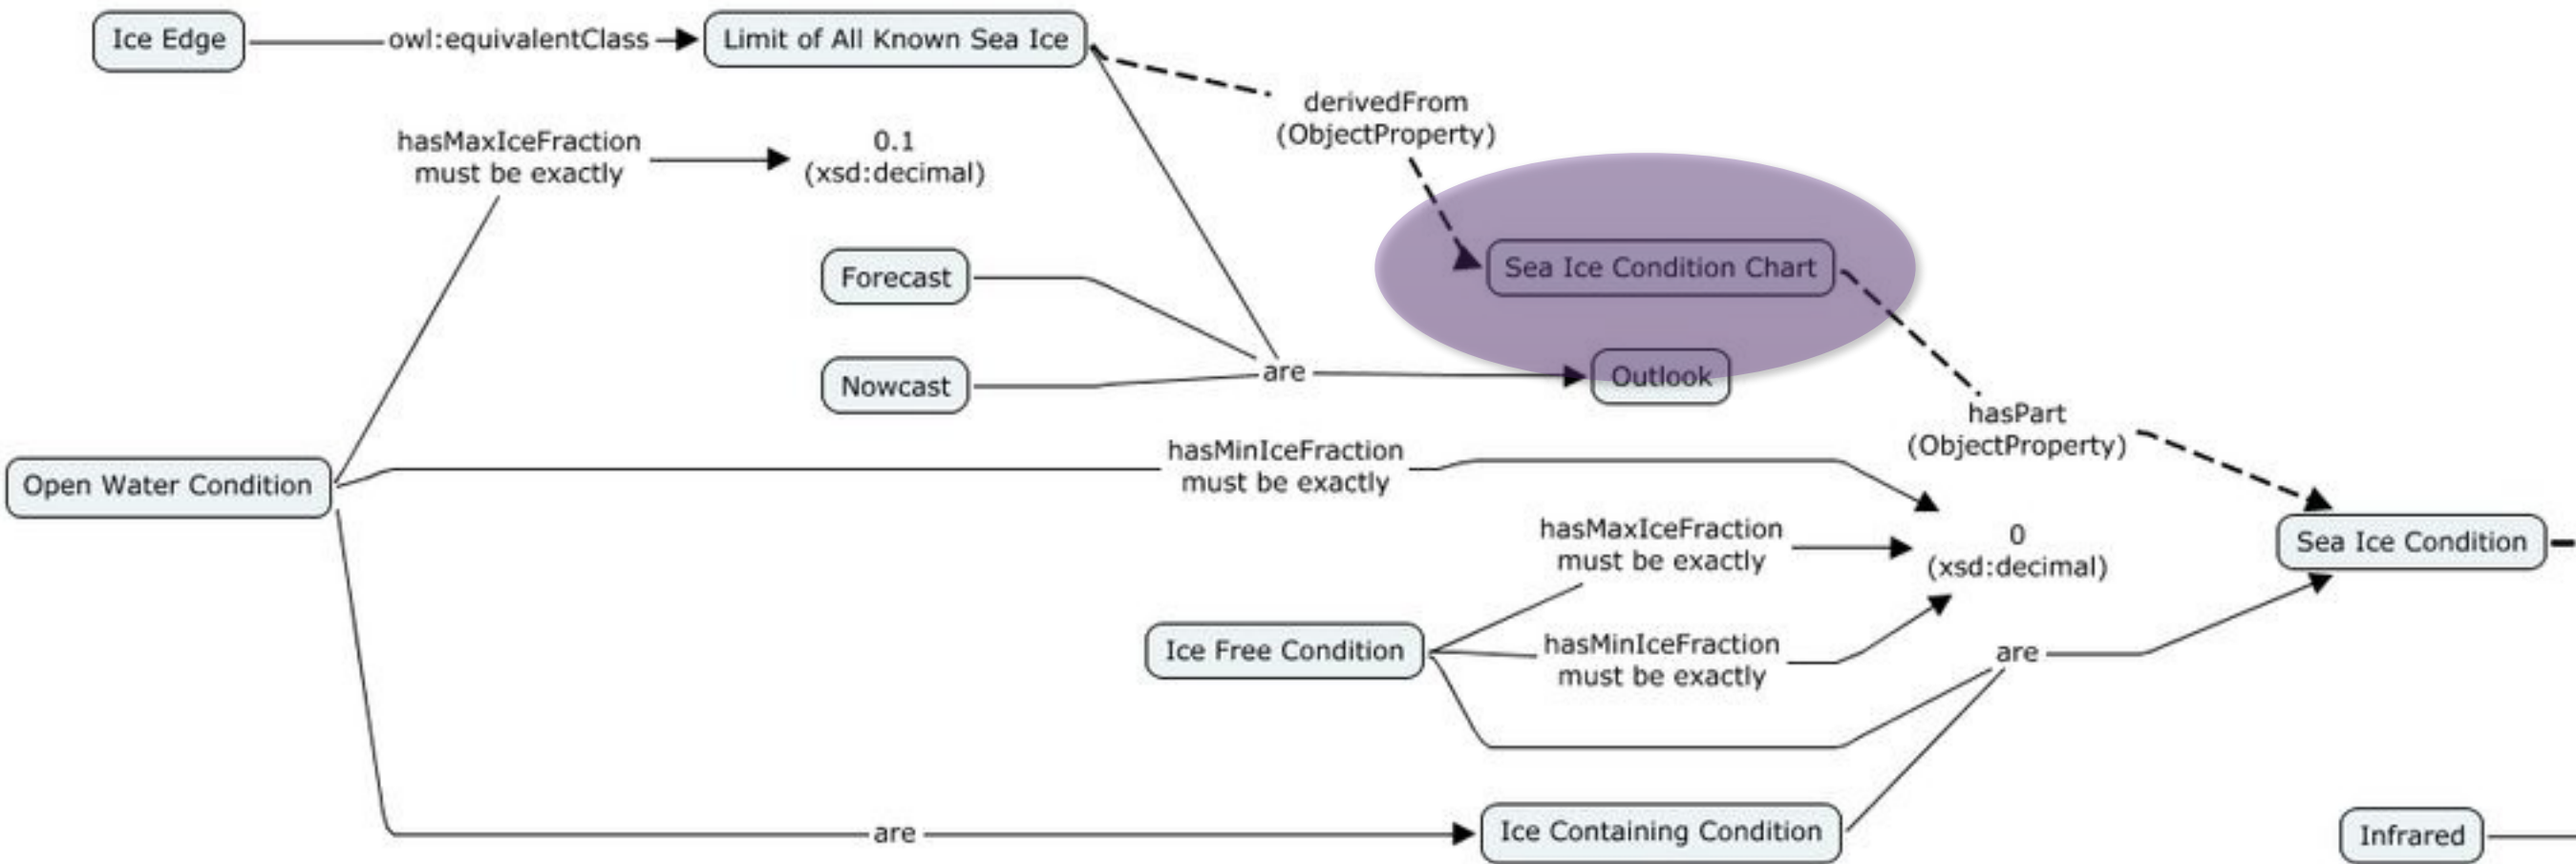 Ice Edge
owl:equivalentClass
Limit of All Known Sea Ice
derivedFrom
(ObjectProperty)
hasMaxIceFraction
must be exactly
0.1
(xsd:decimal)
Sea Ice Condition Chart
Forecast
Nowcast
are
Outlook
hasPart
(ObjectProperty)
Open Water Condition
hasMinIceFraction
must be exactly
hasMaxIceFraction
must be exactly
0
(xsd:decimal)
Sea Ice Condition
Ice Free Condition
hasMinIceFraction
must be exactly
are
are
Ice Containing Condition
Infrared